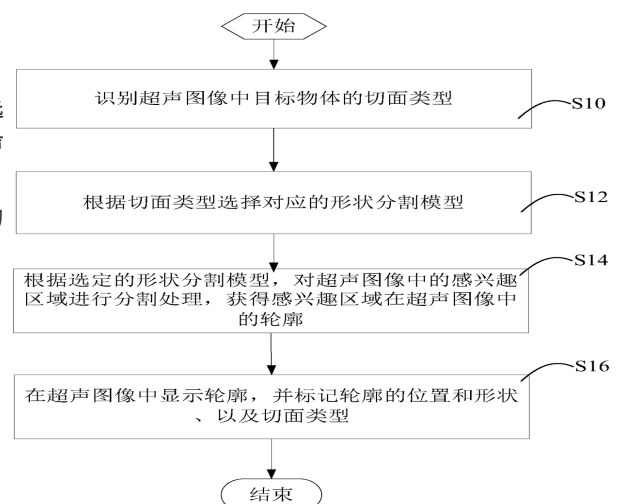 开始
识别超声图像中目标物体的切面类型
S10
根据切面类型选择对应的形状分割模型
S12
根据选定的形状分割模型，对超声图像中的感兴趣
区域进行分割处理，获得感兴趣区域在超声图像中
的轮廓
S14
在超声图像中显示轮廓，并标记轮廓的位置和形状
、以及切面类型
S16
结束